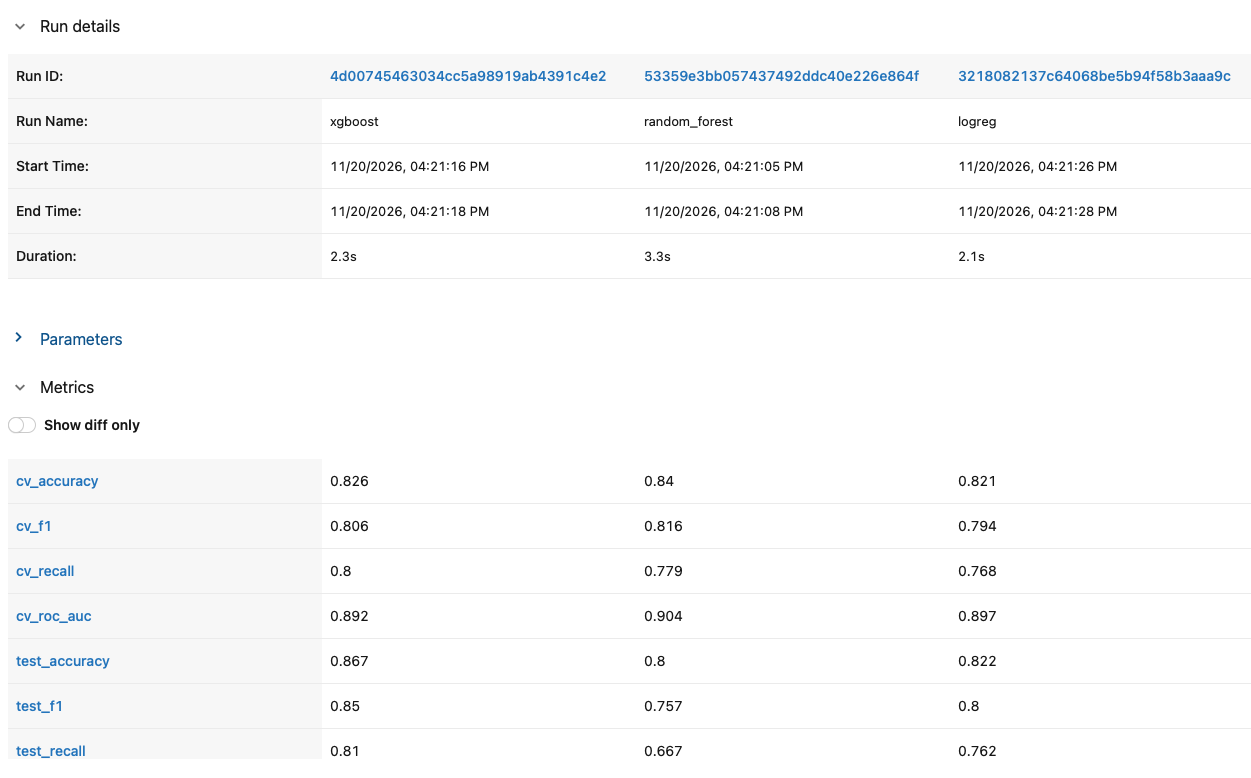 Run details
Run ID: 4d00745463034cc5a98919ab4391c4e2 53359e3bb057437492ddc40e226e864f 3218082137c64068be5b94f58b3aaa9c
Run Name: xgboost random_forest logreg
Start Time: 11/20/2026, 04:21:16 PM 11/20/2026, 04:21:05 PM 11/20/2026, 04:21:26 PM
End Time: 11/20/2026, 04:21:18 PM 11/20/2026, 04:21:08 PM 11/20/2026, 04:21:28 PM
Duration: 2.3s 3.3s 2.1s
Parameters
Metrics
Show diff only
cv_accuracy 0.826 0.84 0.821
cv_f1 0.806 0.816 0.794
cv_recall 0.8 0.779 0.768
cv_roc_auc 0.892 0.904 0.897
test_accuracy 0.867 0.8 0.822
test_f1 0.85 0.757 0.8
test_recall 0.81 0.667 0.762